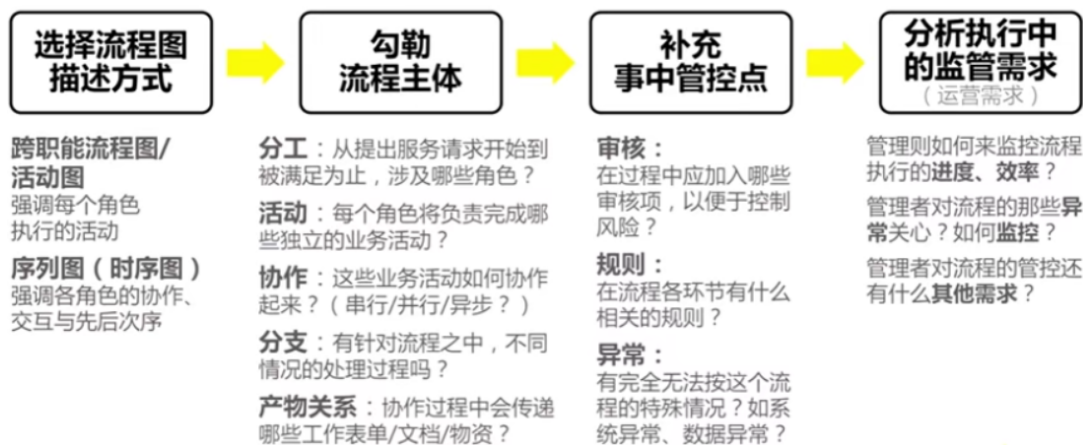 选择流程图
描述方式
勾勒
流程主体
补充
事中管控点
分析执行中
的监管需求
（运营需求）
跨职能流程图/
活动图
强调每个角色
执行的活动
序列图（时序图）
强调各角色的协作、
交互与先后次序
分工：从提出服务请求开始到
被满足为止，涉及哪些角色？
活动：每个角色将负责完成哪
些独立的业务活动？
协作：这些业务活动如何协作
起来？（串行/并行/异步？）
分支：有针对流程之中，不同
情况的处理过程吗？
产物关系：协作过程中会传递
哪些工作表单/文档/物资？
审核：
在过程中应加入哪些
审核项，以便于控制
风险？
规则：
在流程各环节有什么
相关的规则？
异常：
有完全无法按这个流
程的特殊情况？如系
统异常、数据异常？
管理则如何来监控流程
执行的进度、效率？
管理者对流程的那些异
常关心？如何监控？
管理者对流程的管控还
有什么其他需求？